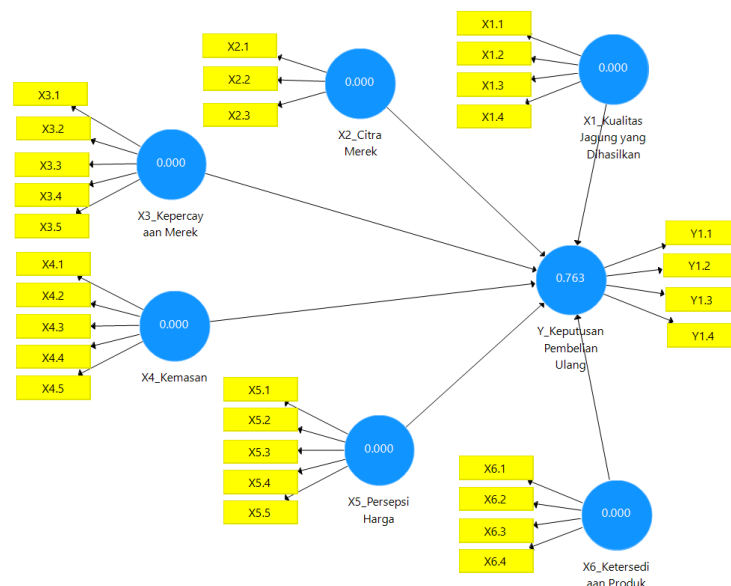 X1.1
X1.2
X1.3
X1.4
0.000
X1_Kualitas
Jagung yang
Dihasilkan
X2.1
X2.2
X2.3
0.000
X2_Citra
Merek
X3.1
X3.2
X3.3
X3.4
X3.5
0.000
X3_Kepercay
aan Merek
X4.1
X4.2
X4.3
X4.4
X4.5
0.000
X4_Kemasan
0.763
Y_Keputusan
Pembelian
Ulang
Y1.1
Y1.2
Y1.3
Y1.4
X5.1
X5.2
X5.3
X5.4
X5.5
0.000
X5_Persepsi
Harga
X6.1
X6.2
X6.3
X6.4
0.000
X6_Ketersedi
aan Produk